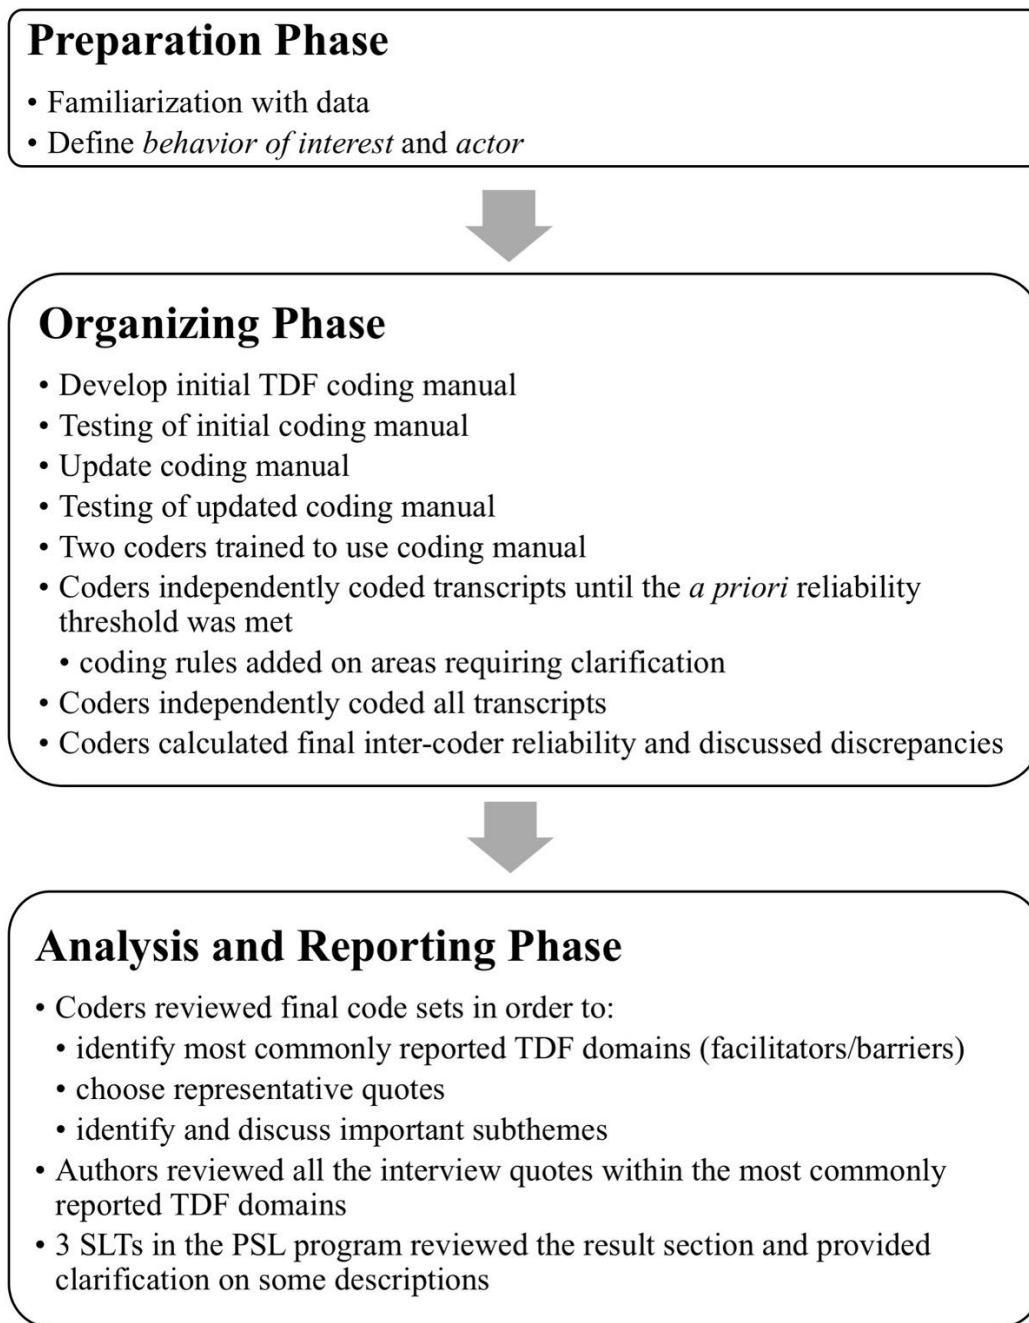 Preparation Phase
• Familiarization with data
• Define behavior of interest and actor
Organizing Phase
• Develop initial TDF coding manual
• Testing of initial coding manual
• Update coding manual
• Testing of updated coding manual
• Two coders trained to use coding manual
• Coders independently coded transcripts until the a priori reliability
threshold was met
• coding rules added on areas requiring clarification
• Coders independently coded all transcripts
• Coders calculated final inter-coder reliability and discussed discrepancies
Analysis and Reporting Phase
• Coders reviewed final code sets in order to:
• identify most commonly reported TDF domains (facilitators/barriers)
• choose representative quotes
• identify and discuss important subthemes
• Authors reviewed all the interview quotes within the most commonly
reported TDF domains
• 3 SLTs in the PSL program reviewed the result section and provided
clarification on some descriptions